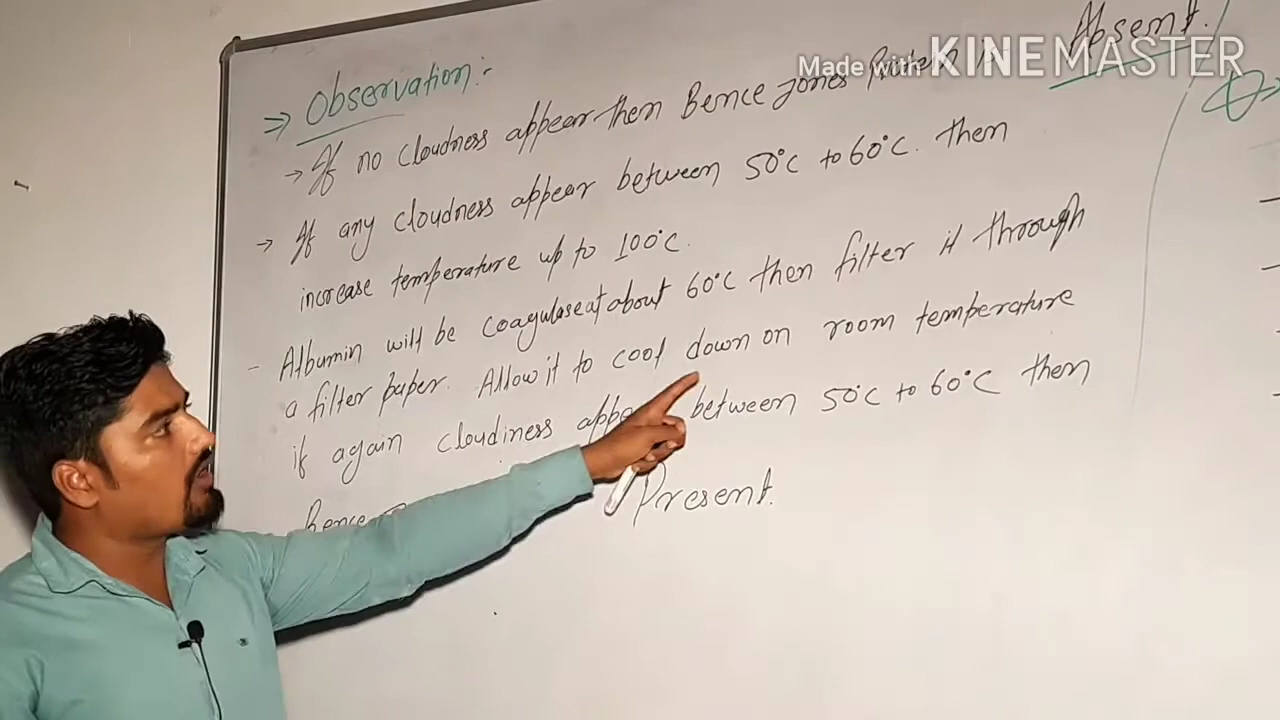 Made with KINEMASTER
⇒ Observation :-
→ If no cloudness appear then Bence Jones Protein is Absent.
→ If any cloudness appear between 50°C to 60°C. then
increase temperature up to 100°C.
- Albumin will be coagulase at about 60°C then filter it through
a filter paper. Allow it to cool down on room temperature
if again cloudiness between 50°C to 60°C then
Bence Present.